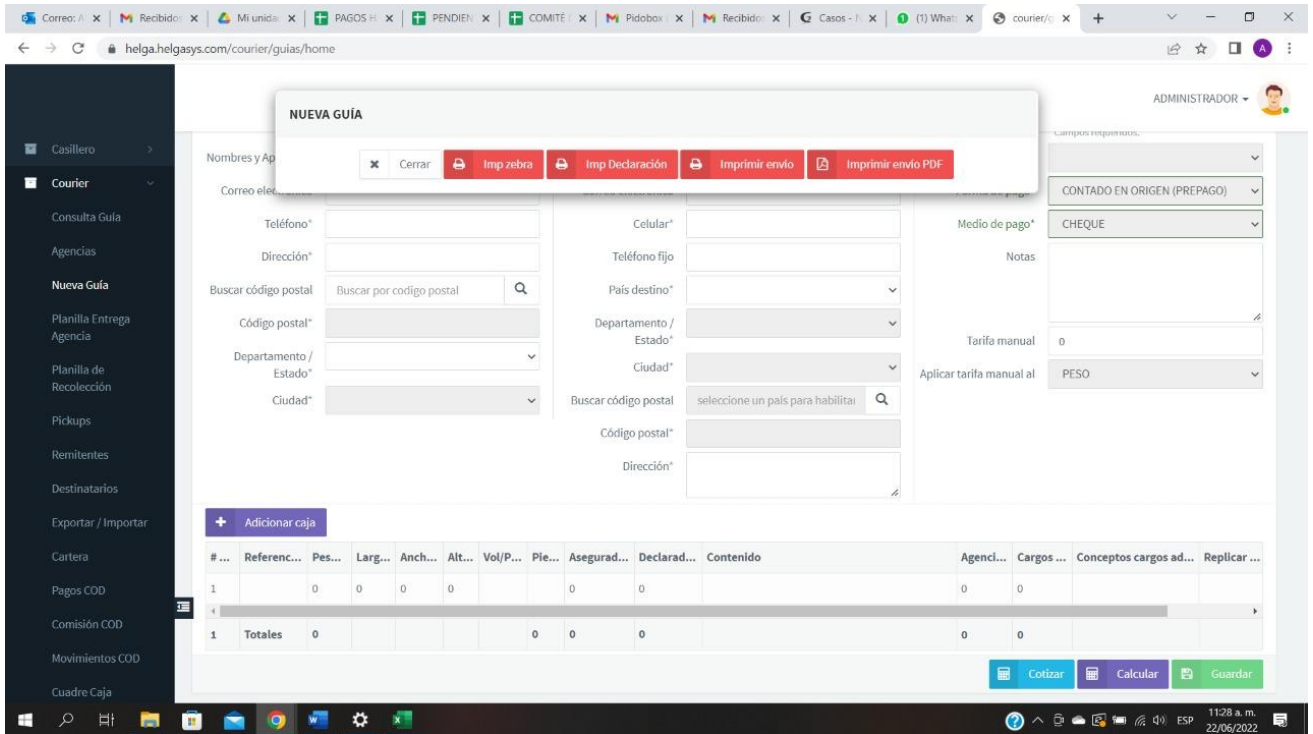 Correo: A
Recibidos
Mi unidad
PAGOS H
PENDIEN
COMITÉ
Pidobox
Recibidos
Casos - N
(1) What
courier/g
helga.helgasys.com/courier/guias/home
A
ADMINISTRADOR
NUEVA GUÍA
Cerrar
Imp zebra
Imp Declaración
Imprimir envío
Imprimir envío PDF
Casillero
Courier
Consulta Guía
Agencias
Nueva Guía
Planilla Entrega
Agencia
Planilla de
Recolección
Pickups
Remitentes
Destinatarios
Exportar / Importar
Cartera
Pagos COD
Comisión COD
Movimientos COD
Cuadre Caja
Nombres y Ap
Correo elec
Teléfono*
Dirección*
Buscar código postal
Buscar por codigo postal
Código postal*
Departamento /
Estado*
Ciudad*
Celular*
Teléfono fijo
País destino*
Departamento /
Estado*
Ciudad*
Buscar código postal
seleccione un país para habilitar
Código postal*
Dirección*
Campos requeridos.
CONTADO EN ORIGEN (PREPAGO)
Medio de pago*
CHEQUE
Notas
Tarifa manual
0
Aplicar tarifa manual al
PESO
Adicionar caja
# ... Referenc... Pes... Larg... Anch... Alt... Vol/P... Pie... Asegurad... Declarad... Contenido Agenci... Cargos ... Conceptos cargos ad... Replicar ...
1 0 0 0 0 0 0 0 0
1 Totales 0 0 0 0 0 0
Cotizar
Calcular
Guardar
ESP
11:28 a. m.
22/06/2022